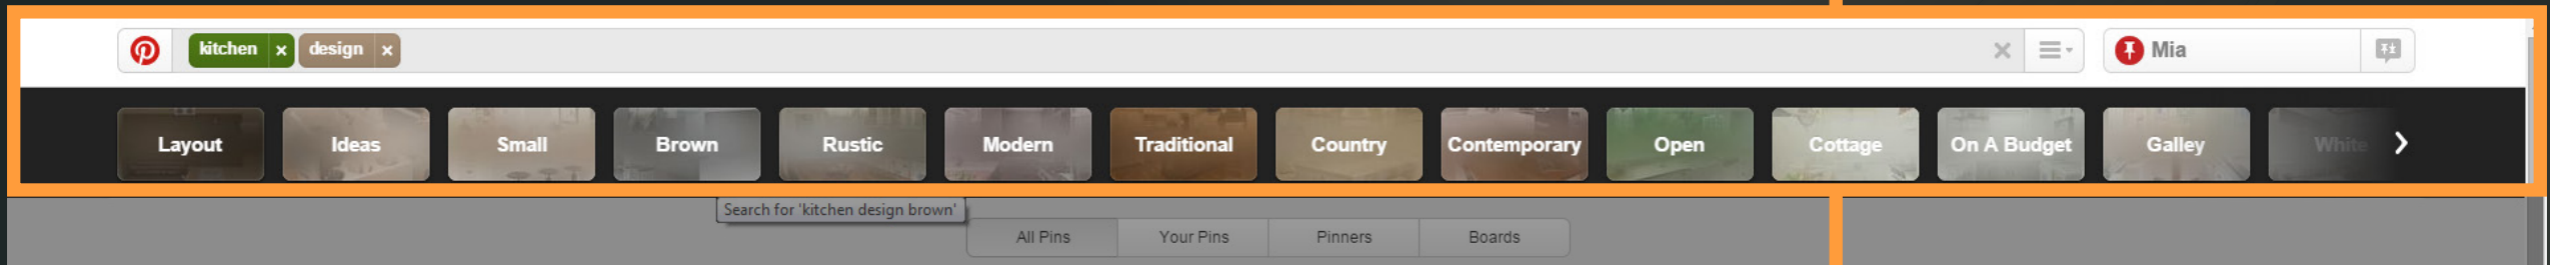 kitchen x design x Mia
Layout Ideas Small Brown Rustic Modern Traditional Country Contemporary Open Cottage On A Budget Galley White
Search for 'kitchen design brown'
All Pins Your Pins Pinners Boards